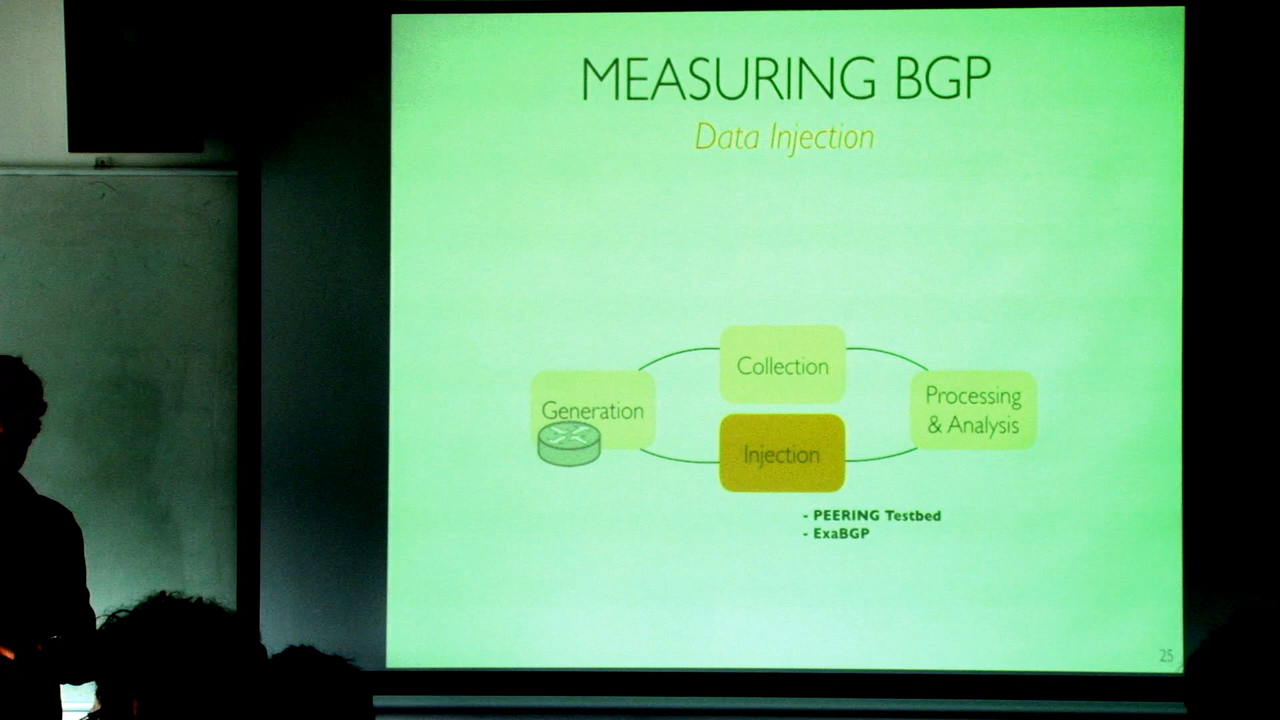 MEASURING BGP
Data Injection
Collection
Generation
Processing
& Analysis
Injection
- PEERING Testbed
- ExaBGP
25